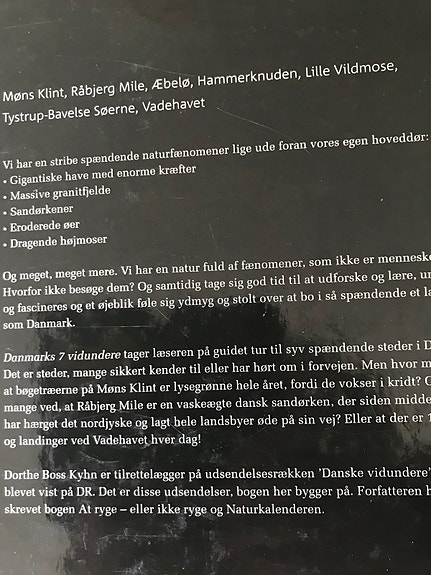 Møns Klint, Råbjerg Mile, Æbelø, Hammerknuden, Lille Vildmose,
Tystrup-Bavelse Søerne, Vadehavet
Vi har en stribe spændende naturfænomener lige ude foran vores egen hoveddør:
• Gigantiske have med enorme kræfter
• Massive granitfjelde
• Sandørkener
• Eroderede øer
• Dragende højmoser
Og meget, meget mere. Vi har en natur fuld af fænomener, som ikke er menneske
Hvorfor ikke besøge dem? Og samtidig tage sig god tid til at udforske og lære, un
og fascineres og et øjeblik føle sig ydmyg og stolt over at bo i så spændende et la
som Danmark.
Danmarks 7 vidundere tager læseren på guidet tur til syv spændende steder i D
Det er steder, mange sikkert kender til eller har hørt om i forvejen. Men hvor m
at bøgetræerne på Møns Klint er lysegrønne hele året, fordi de vokser i kridt? O
mange ved, at Råbjerg Mile er en vaskeægte dansk sandørken, der siden midde
har hærget det nordjyske og lagt hele landsbyer øde på sin vej? Eller at der er 1
og landinger ved Vadehavet hver dag!
Dorthe Boss Kyhn er tilrettelægger på udsendelsesrækken 'Danske vidundere'
blevet vist på DR. Det er disse udsendelser, bogen her bygger på. Forfatteren h
skrevet bogen At ryge – eller ikke ryge og Naturkalenderen.